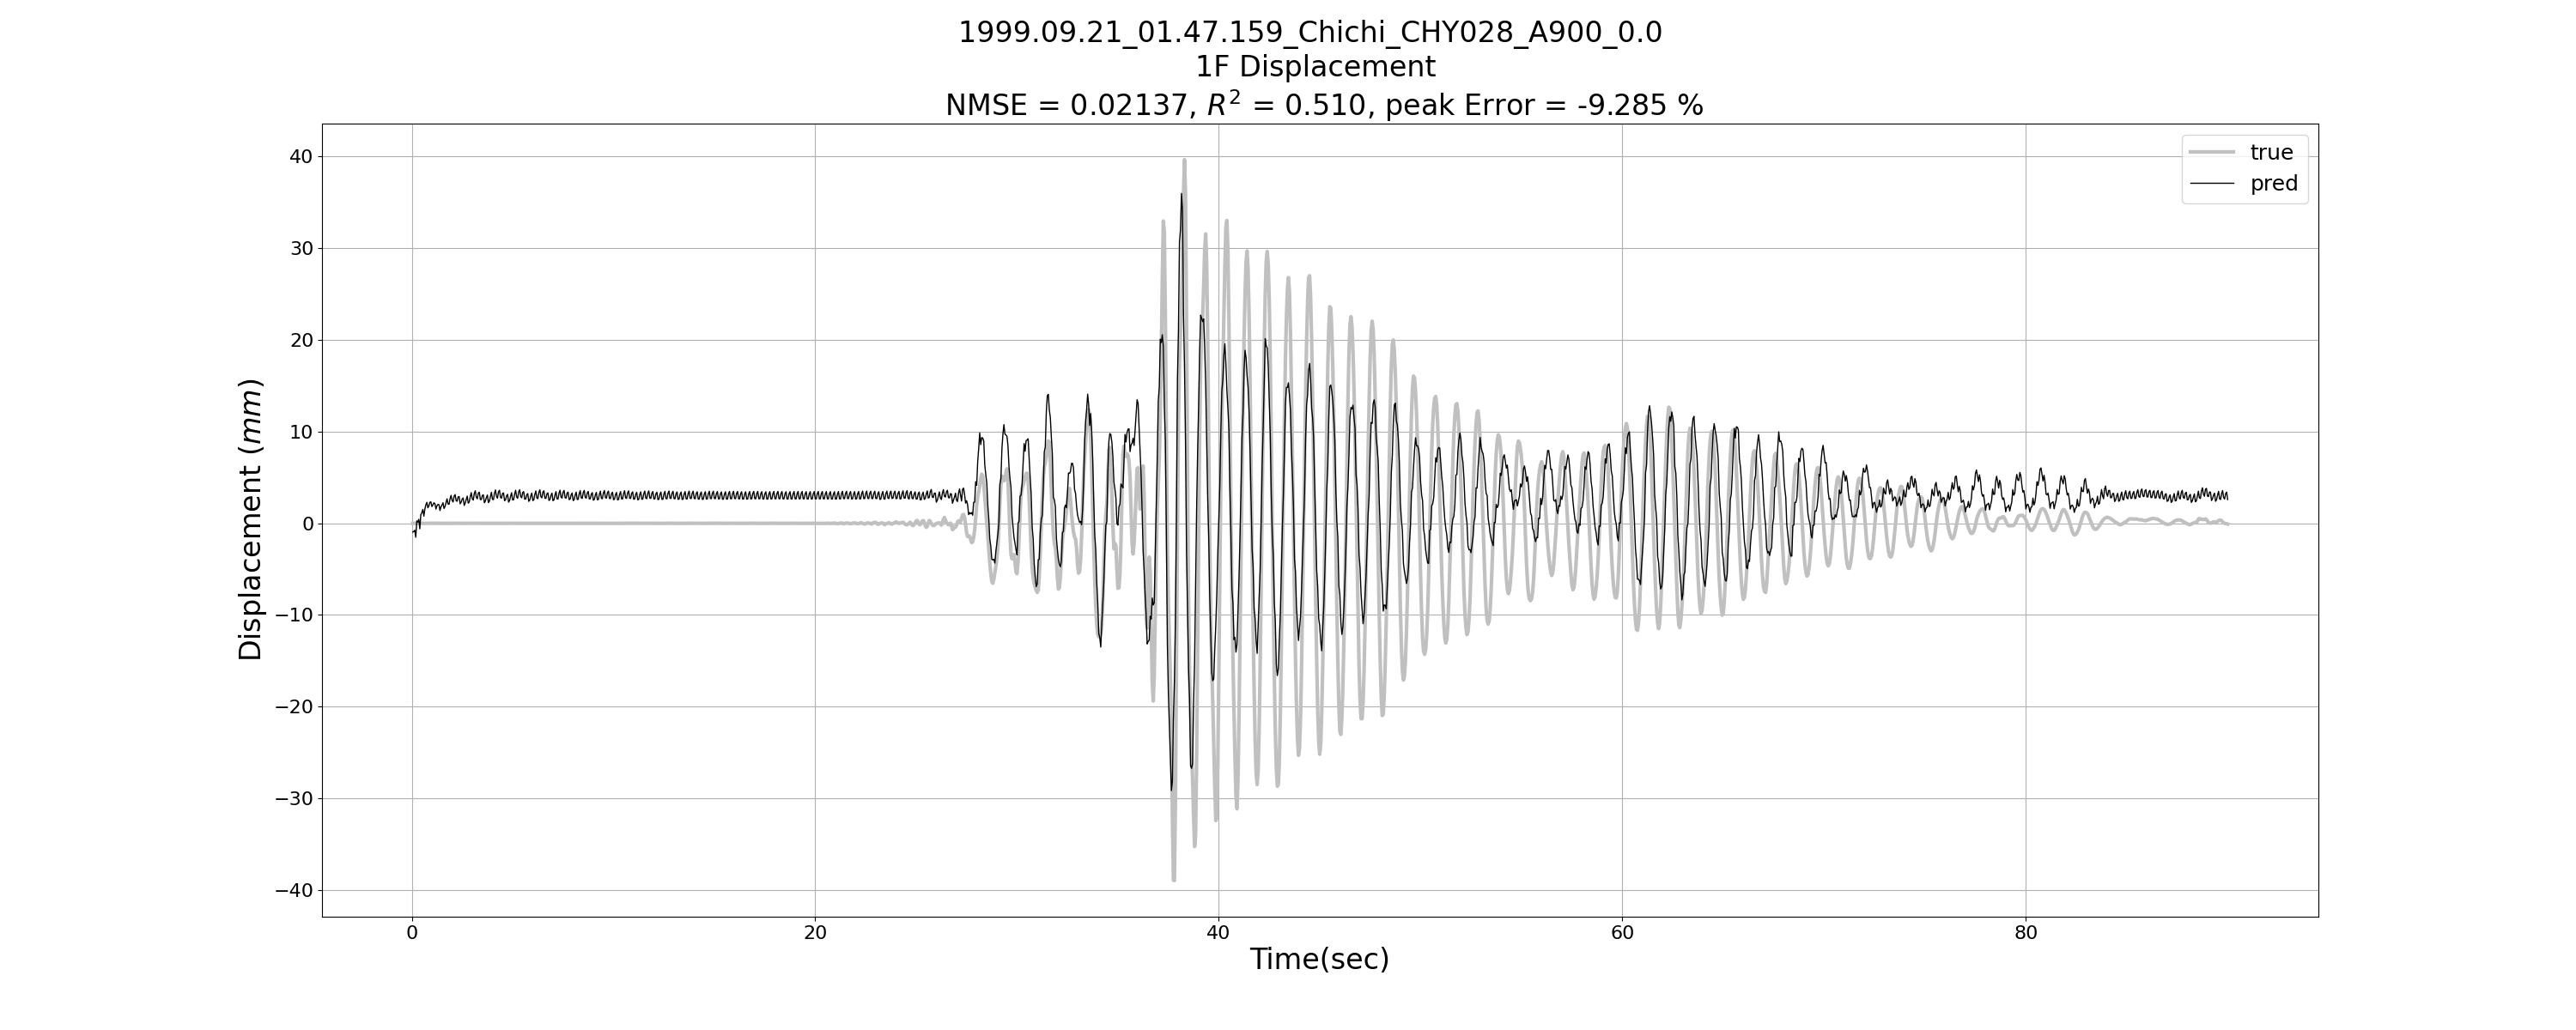 1999.09.21_01.47.159_Chichi_CHY028_A900_0.0
1F Displacement
NMSE = 0.02137, R² = 0.510, peak Error = -9.285 %
true
pred
Displacement (mm)
40
30
20
10
0
−10
−20
−30
−40
0
20
40
60
80
Time(sec)